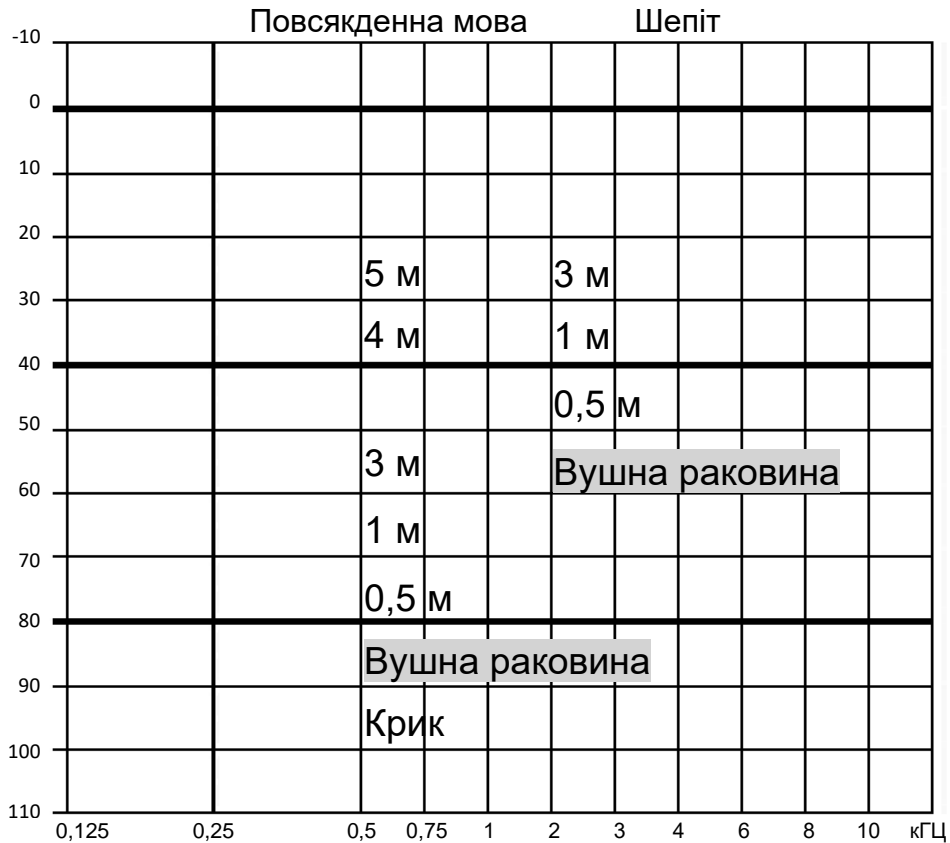 Повсякденна мова Шепіт
-10
0
10
20
5 м 3 м
30
4 м 1 м
40
0,5 м
50
3 м Вушна раковина
60
1 м
70
0,5 м
80
Вушна раковина
90
Крик
100
110
0,125 0,25 0,5 0,75 1 2 3 4 6 8 10 кГЦ